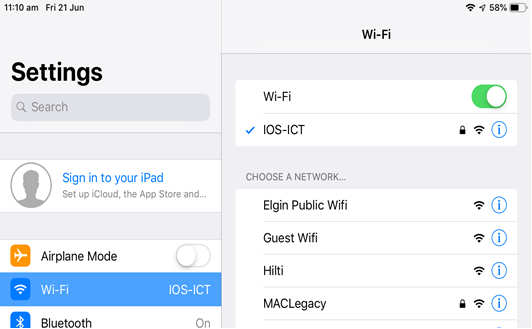 11:10 am Fri 21 Jun
58%
Settings
Search
Sign in to your iPad
Set up iCloud, the App Store and...
Airplane Mode
Wi-Fi IOS-ICT
Bluetooth On
Wi-Fi
Wi-Fi
IOS-ICT
CHOOSE A NETWORK...
Elgin Public Wifi
Guest Wifi
Hilti
MACLegacy